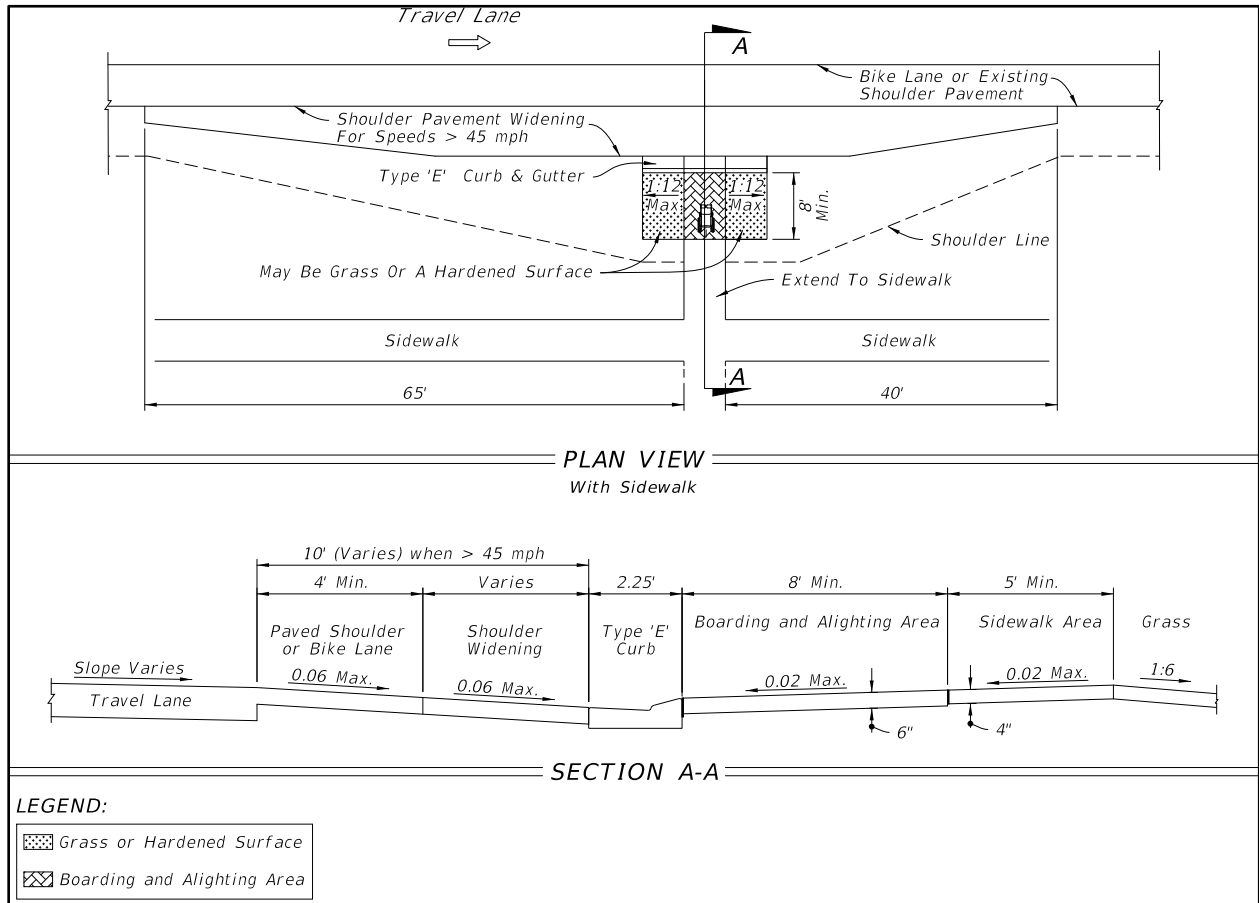 Travel Lane
A
Bike Lane or Existing
Shoulder Pavement
Shoulder Pavement Widening
For Speeds > 45 mph
Type 'E' Curb & Gutter
1:12
Max
1:12
Max
8'
Min.
Shoulder Line
May Be Grass Or A Hardened Surface
Extend To Sidewalk
Sidewalk
Sidewalk
A
65'
40'
PLAN VIEW
With Sidewalk
10' (Varies) when > 45 mph
4' Min.
Varies
2.25'
8' Min.
5' Min.
Paved Shoulder
or Bike Lane
Shoulder
Widening
Type 'E'
Curb
Boarding and Alighting Area
Sidewalk Area
Grass
Slope Varies
0.06 Max.
0.06 Max.
0.02 Max.
0.02 Max.
1:6
Travel Lane
6"
4"
SECTION A-A
LEGEND:
Grass or Hardened Surface
Boarding and Alighting Area